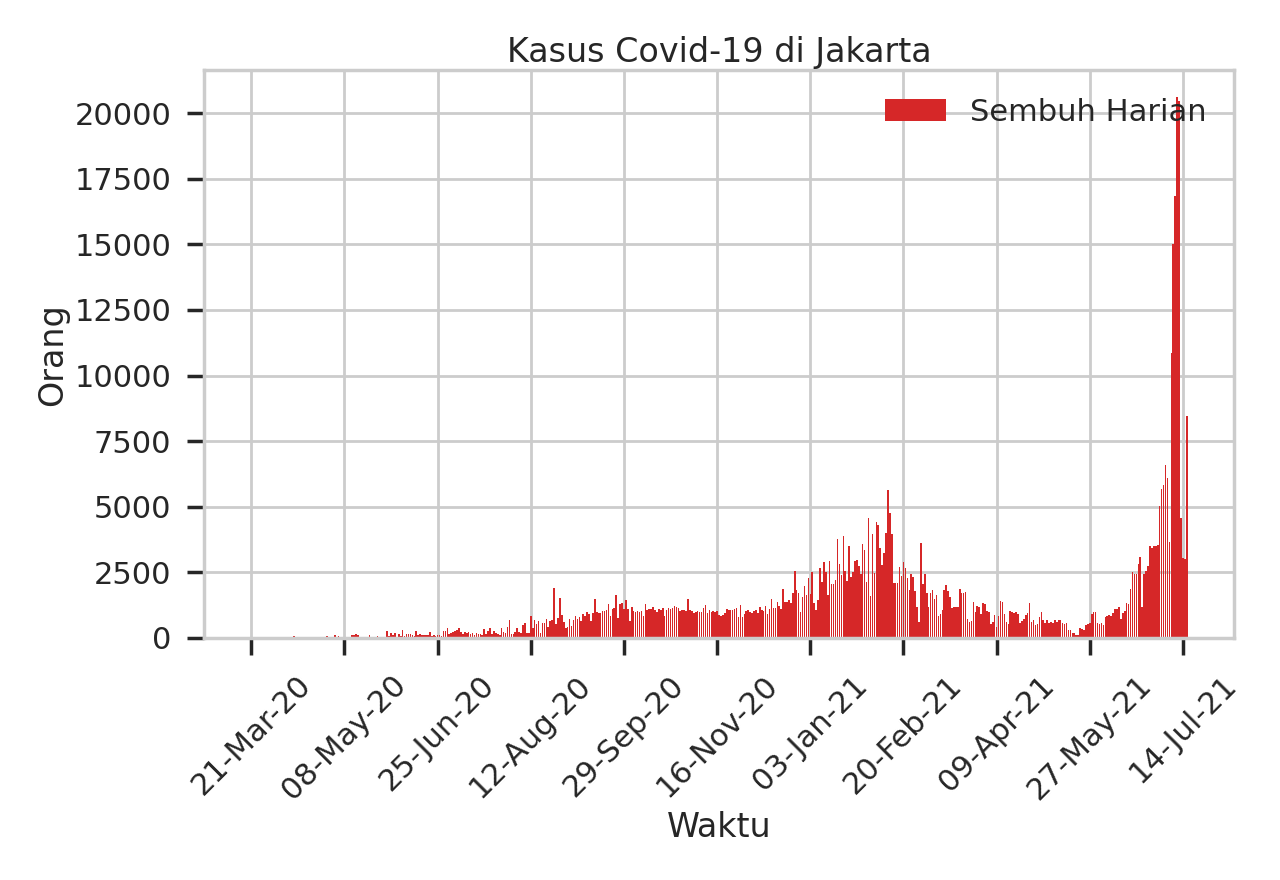 Kasus Covid-19 di Jakarta
Sembuh Harian
Orang
20000
17500
15000
12500
10000
7500
5000
2500
0
21-Mar-20
08-May-20
25-Jun-20
12-Aug-20
29-Sep-20
16-Nov-20
03-Jan-21
20-Feb-21
09-Apr-21
27-May-21
14-Jul-21
Waktu